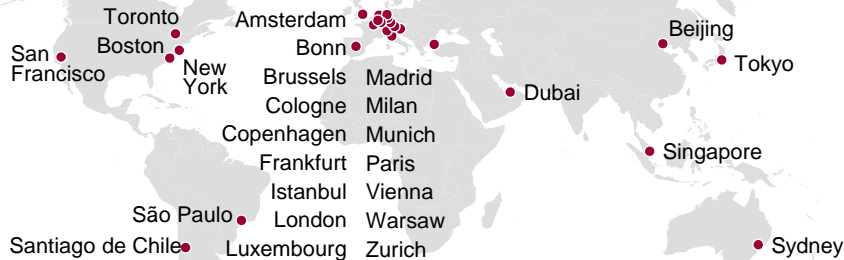 Toronto
Boston
San
Francisco
New
York
São Paulo
Santiago de Chile
Amsterdam
Bonn
Brussels
Cologne
Copenhagen
Frankfurt
Istanbul
London
Luxembourg
Madrid
Milan
Munich
Paris
Vienna
Warsaw
Zurich
Dubai
Beijing
Tokyo
Singapore
Sydney